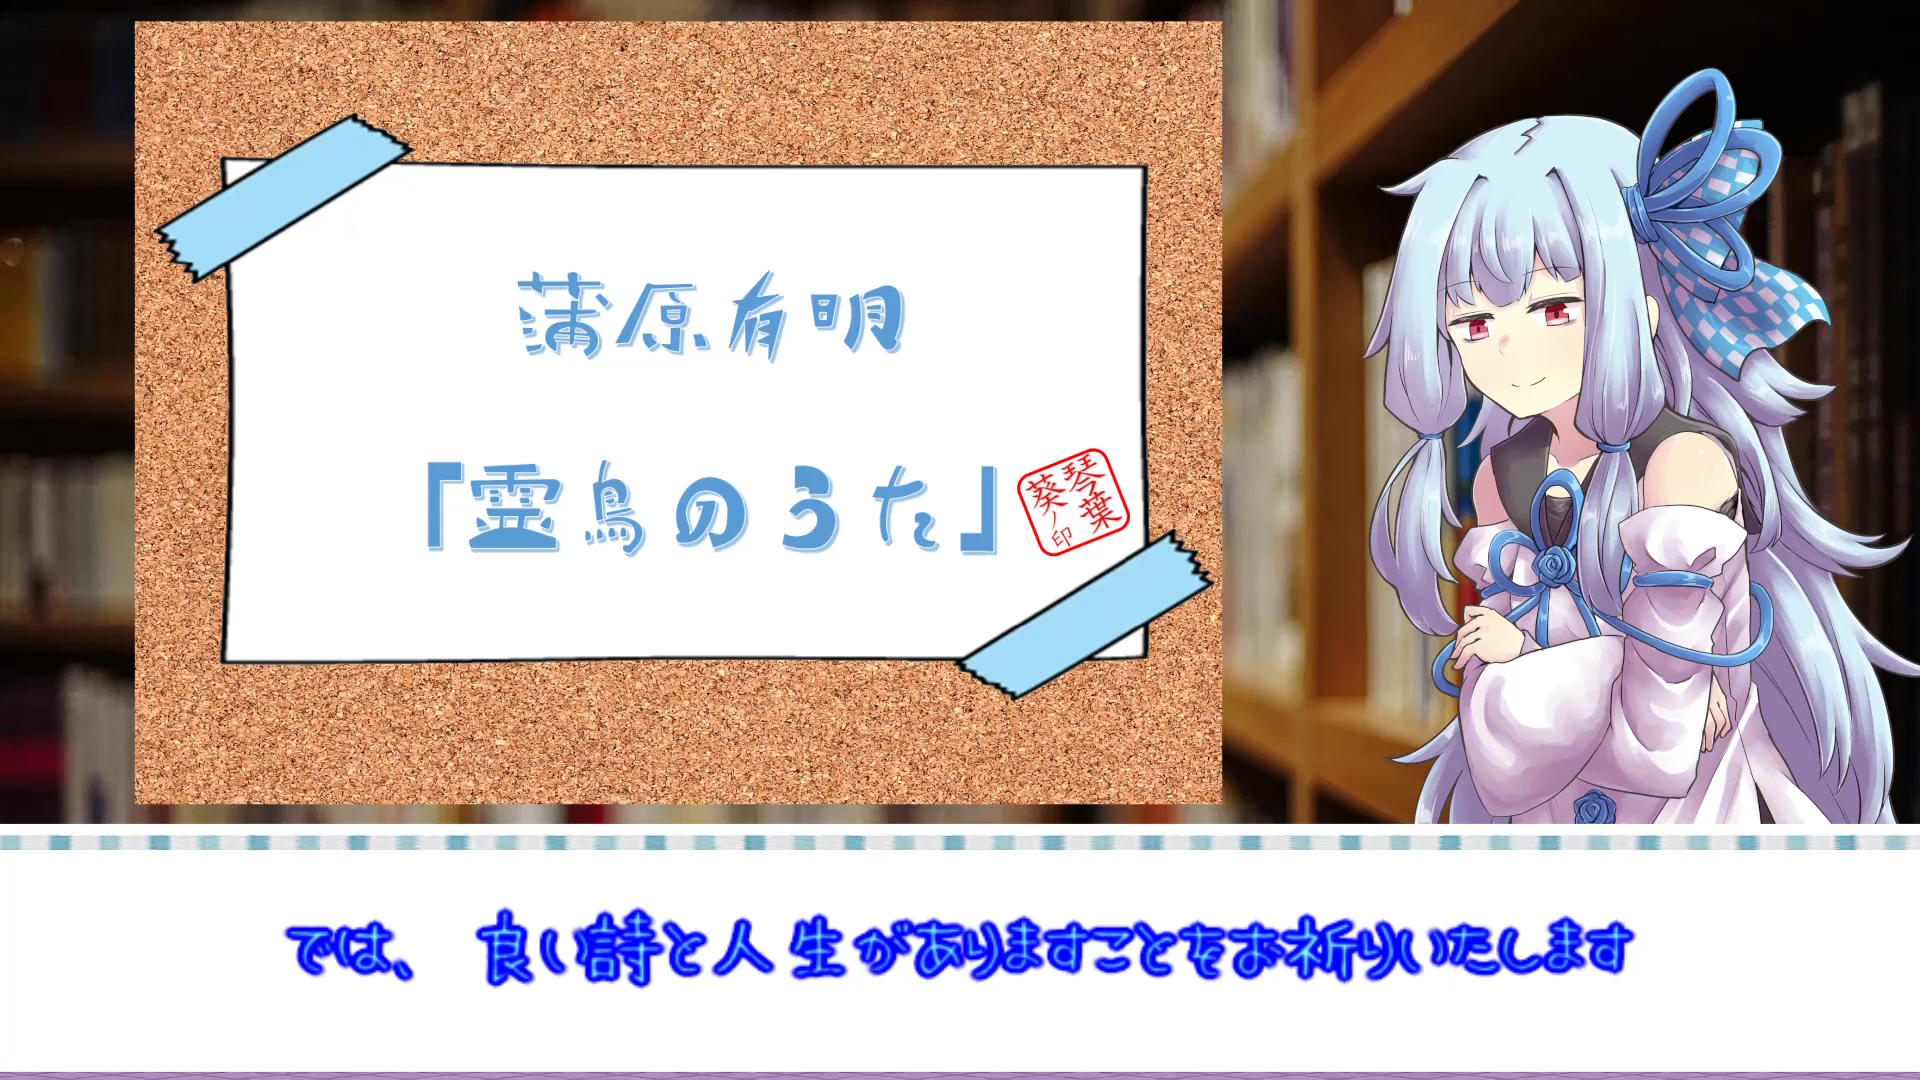 蒲原有明
「霊鳥のうた」
琴葉
葵ノ印
では、 良い詩と人生がありますことをお祈りいたします